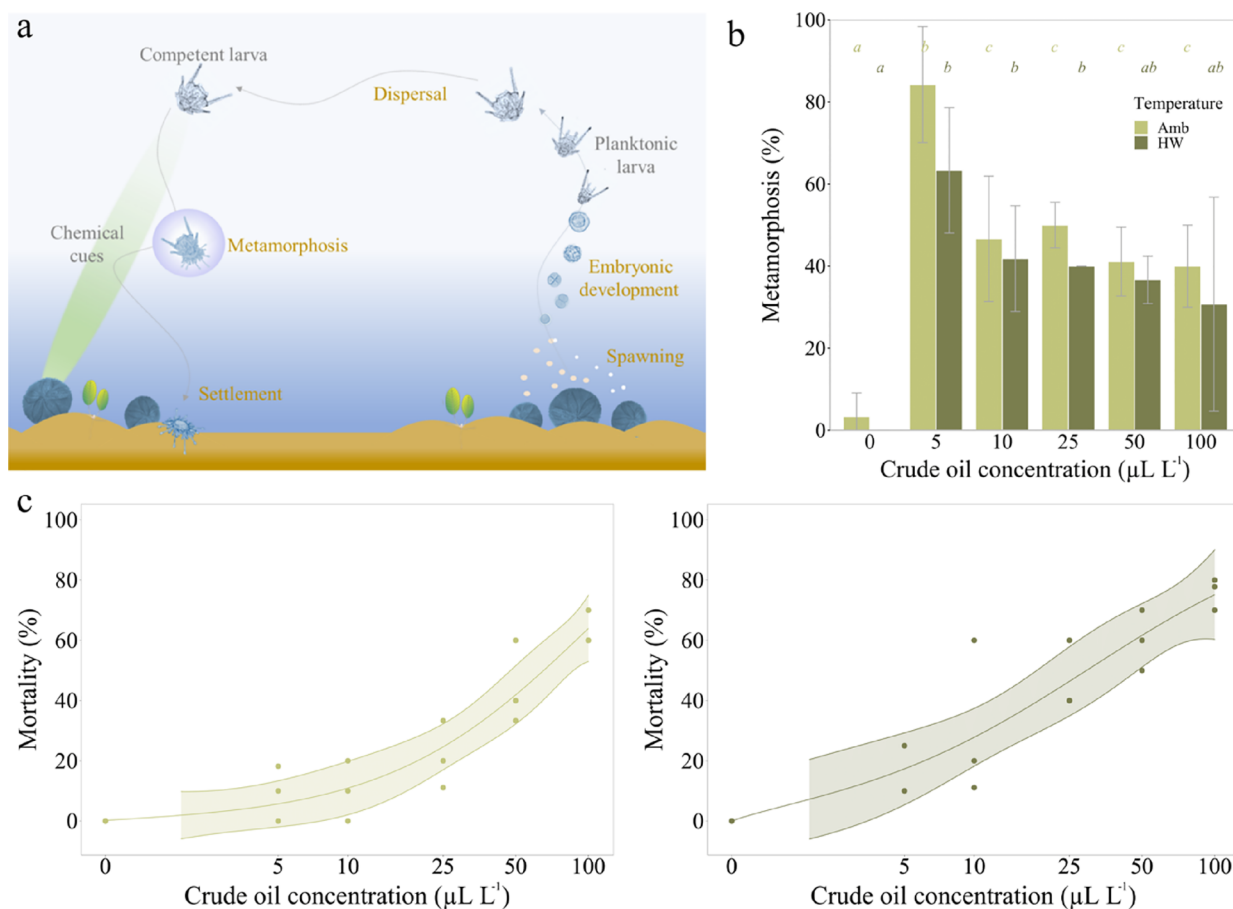 a
Competent larva
Dispersal
Planktonic
larva
Chemical
cues
Metamorphosis
Embryonic
development
Spawning
Settlement
b
Metamorphosis (%)
100
80
60
40
20
0
a b c c c c
a b b b ab ab
Temperature
Amb
HW
0 5 10 25 50 100
Crude oil concentration (µL L⁻¹)
c
Mortality (%)
100
80
60
40
20
0
0 5 10 25 50 100
Crude oil concentration (µL L⁻¹)
Mortality (%)
100
80
60
40
20
0
0 5 10 25 50 100
Crude oil concentration (µL L⁻¹)